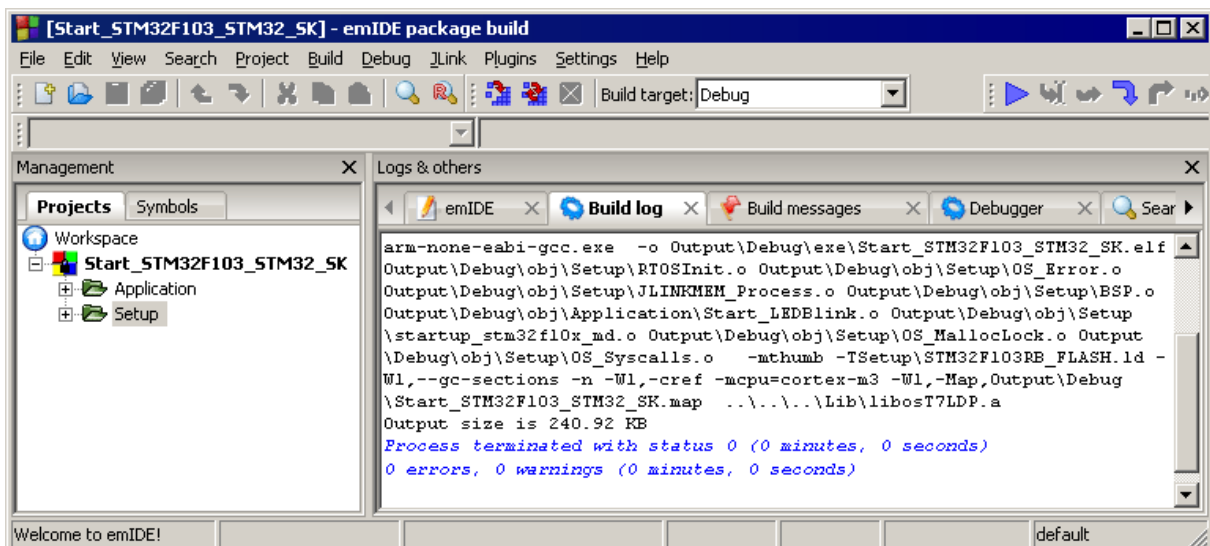 [Start_STM32F103_STM32_SK] - emIDE package build
File Edit View Search Project Build Debug JLink Plugins Settings Help
Build target: Debug
Management
Logs & others
Projects Symbols
emIDE Build log Build messages Debugger Sear
Workspace
Start_STM32F103_STM32_SK
Application
Setup
arm-none-eabi-gcc.exe -o Output\Debug\exe\Start_STM32F103_STM32_SK.elf
Output\Debug\obj\Setup\RTOSInit.o Output\Debug\obj\Setup\OS_Error.o
Output\Debug\obj\Setup\JLINKMEM_Process.o Output\Debug\obj\Setup\BSP.o
Output\Debug\obj\Application\Start_LEDBlink.o Output\Debug\obj\Setup
\startup_stm32f10x_md.o Output\Debug\obj\Setup\OS_MallocLock.o Output
\Debug\obj\Setup\OS_Syscalls.o -mthumb -TSetup\STM32F103RB_FLASH.ld -
Wl,--gc-sections -n -Wl,-cref -mcpu=cortex-m3 -Wl,-Map,Output\Debug
\Start_STM32F103_STM32_SK.map ..\..\..\Lib\libosT7LDP.a
Output size is 240.92 KB
Process terminated with status 0 (0 minutes, 0 seconds)
0 errors, 0 warnings (0 minutes, 0 seconds)
Welcome to emIDE!
default